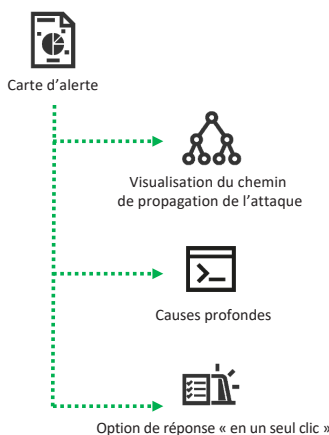 Carte d’alerte
Visualisation du chemin
de propagation de l’attaque
Causes profondes
Option de réponse « en un seul clic »